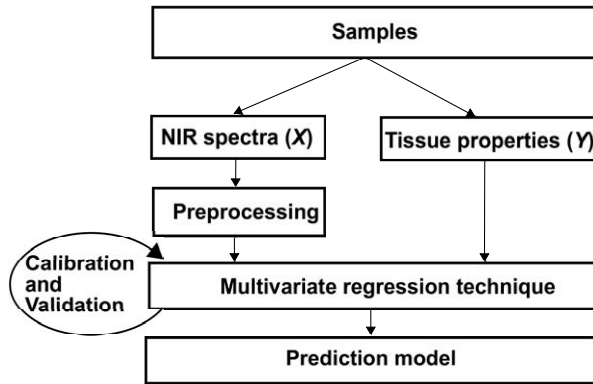 Samples
NIR spectra (X)
Tissue properties (Y)
Preprocessing
Calibration
and
Validation
Multivariate regression technique
Prediction model